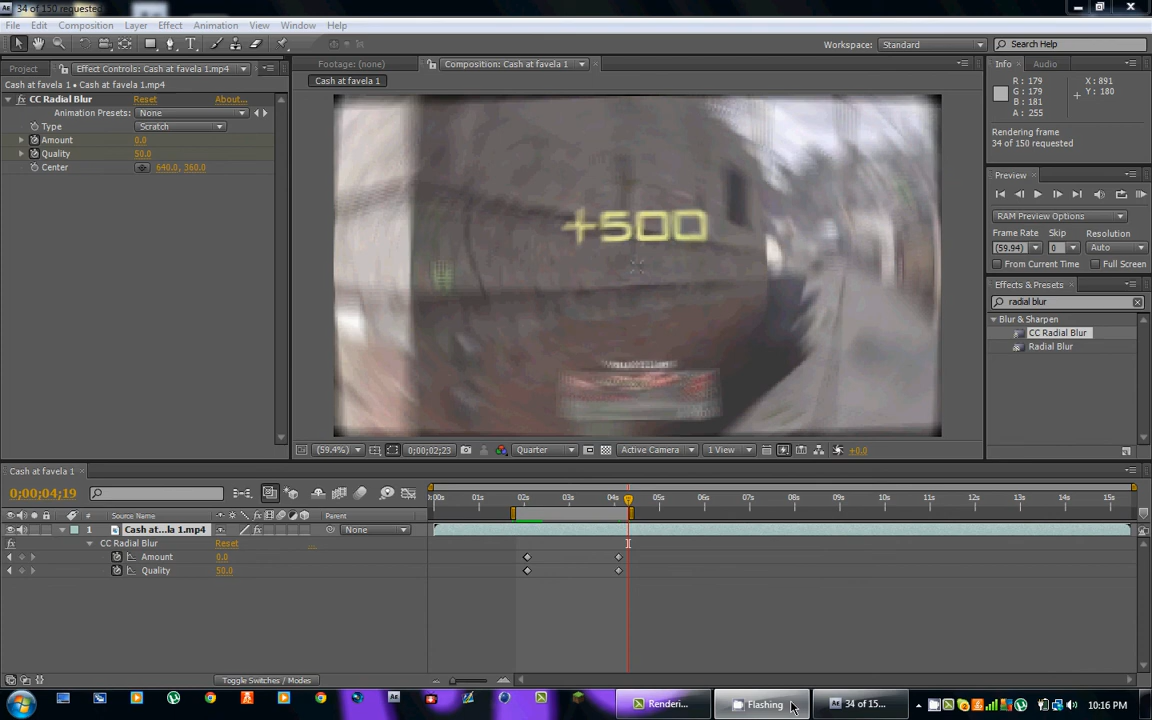 34 of 150 requested
File Edit Composition Layer Effect Animation View Window Help
Workspace: Standard Search Help
Project Effect Controls: Cash at favela 1.mp4
Footage: (none) Composition: Cash at favela 1
Info Audio
Cash at favela 1 • Cash at favela 1.mp4
Cash at favela 1
fx CC Radial Blur Reset About...
Animation Presets: None
Type Scratch
Amount 0.0
Quality 50.0
Center 640.0, 360.0
+500
R: 179
G: 179
B: 181
A: 255
X: 891
Y: 180
Rendering frame
34 of 150 requested
Preview
RAM Preview Options
Frame Rate Skip Resolution
(59.94) 0 Auto
From Current Time Full Screen
Effects & Presets
radial blur
Blur & Sharpen
CC Radial Blur
Radial Blur
(59.4%) 0;00;02;23 Quarter Active Camera 1 View +0.0
Cash at favela 1
0;00;04;19
:00s 01s 02s 03s 04s 05s 06s 07s 08s 09s 10s 11s 12s 13s 14s 15s
# Source Name Parent
1 Cash at...la 1.mp4 None
fx CC Radial Blur Reset ...
Amount 0.0
Quality 50.0
Toggle Switches / Modes
Renderi... Flashing 34 of 15... 10:16 PM